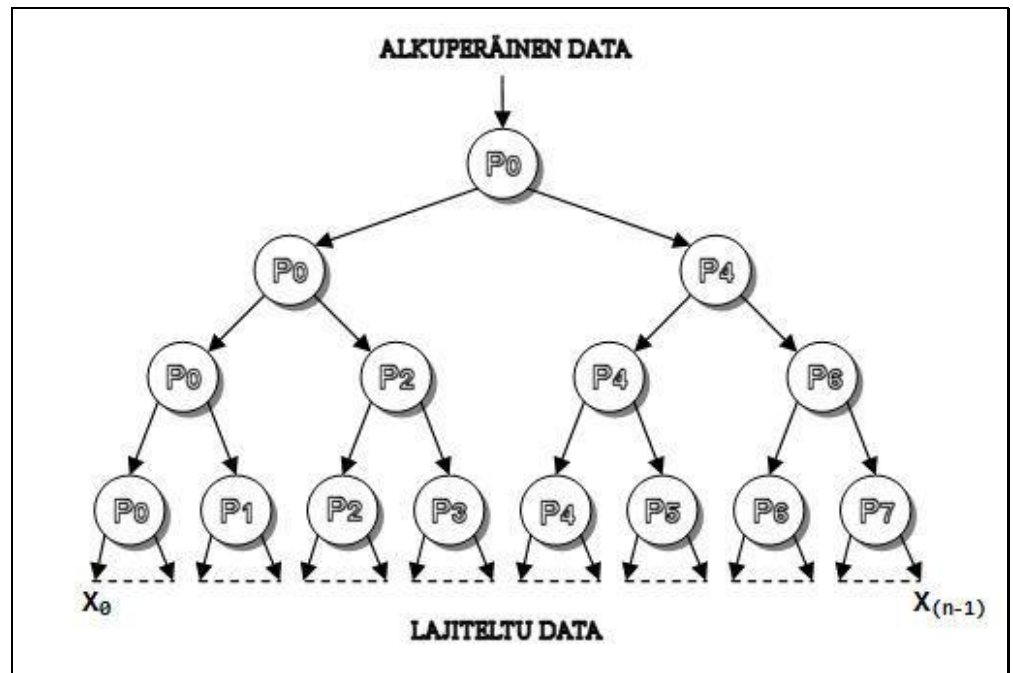 ALKUPERÄINEN DATA
P0
P0 P4
P0 P2 P4 P6
P0 P1 P2 P3 P4 P5 P6 P7
X0 X(n-1)
LAJITELTU DATA